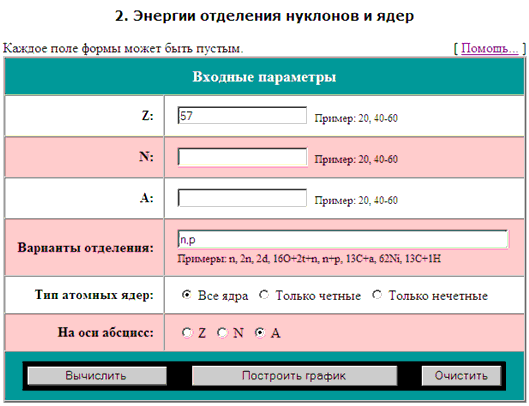 2. Энергии отделения нуклонов и ядер
Каждое поле формы может быть пустым. [ Помощь... ]
Входные параметры
Z: 57 Пример: 20, 40-60
N: Пример: 20, 40-60
A: Пример: 20, 40-60
Варианты отделения: n,p
Примеры: n, 2n, 2d, 16O+2t+n, n+p, 13C+a, 62Ni, 13C+1H
Тип атомных ядер: Все ядра Только четные Только нечетные
На оси абсцисс: Z N A
Вычислить Построить график Очистить